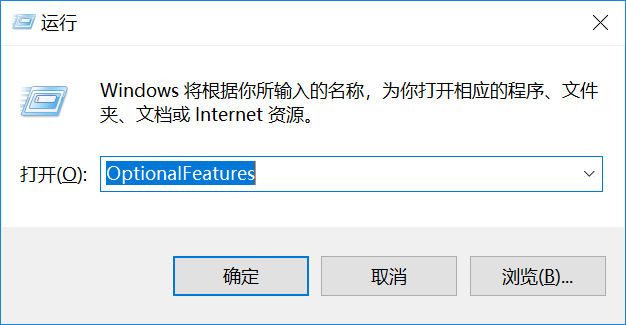 运行
Windows 将根据你所输入的名称，为你打开相应的程序、文件
夹、文档或 Internet 资源。
打开(O): OptionalFeatures
确定 取消 浏览(B)...